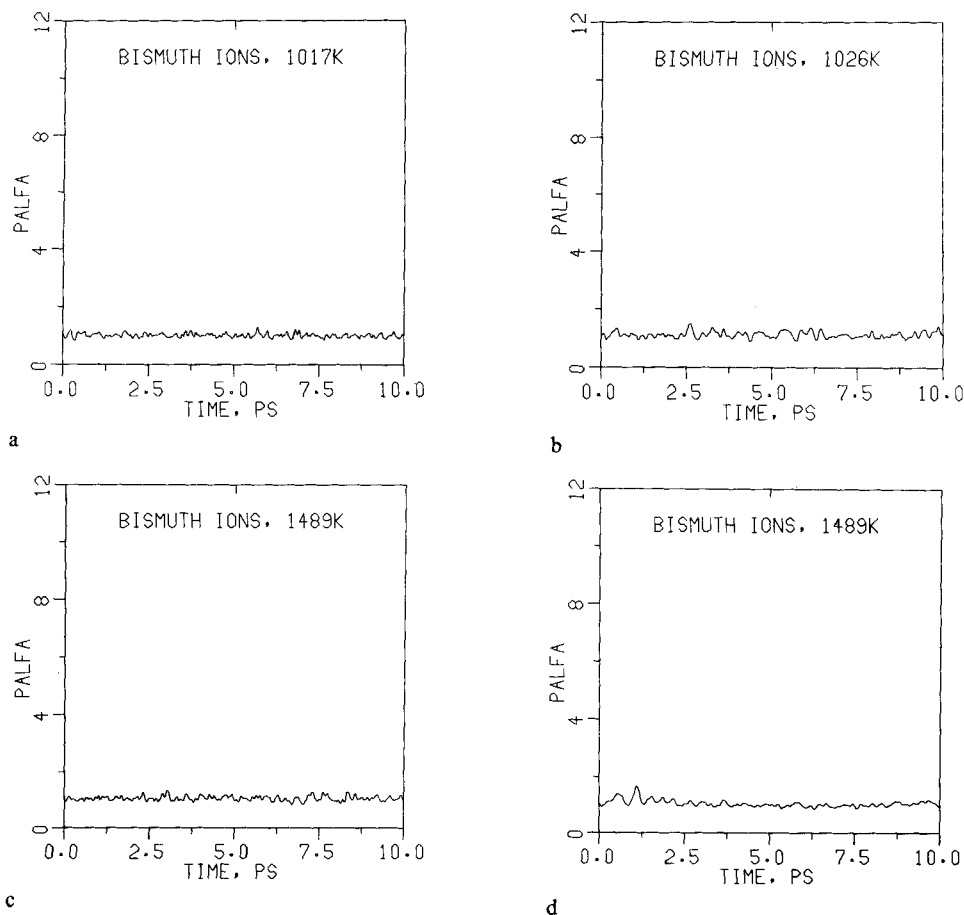 12
8
4
0
PALFA
BISMUTH IONS, 1017K
0.0 2.5 5.0 7.5 10.0
TIME, PS
a
12
8
4
0
PALFA
BISMUTH IONS, 1026K
0.0 2.5 5.0 7.5 10.0
TIME, PS
b
12
8
4
0
PALFA
BISMUTH IONS, 1489K
0.0 2.5 5.0 7.5 10.0
TIME, PS
c
12
8
4
0
PALFA
BISMUTH IONS, 1489K
0.0 2.5 5.0 7.5 10.0
TIME, PS
d